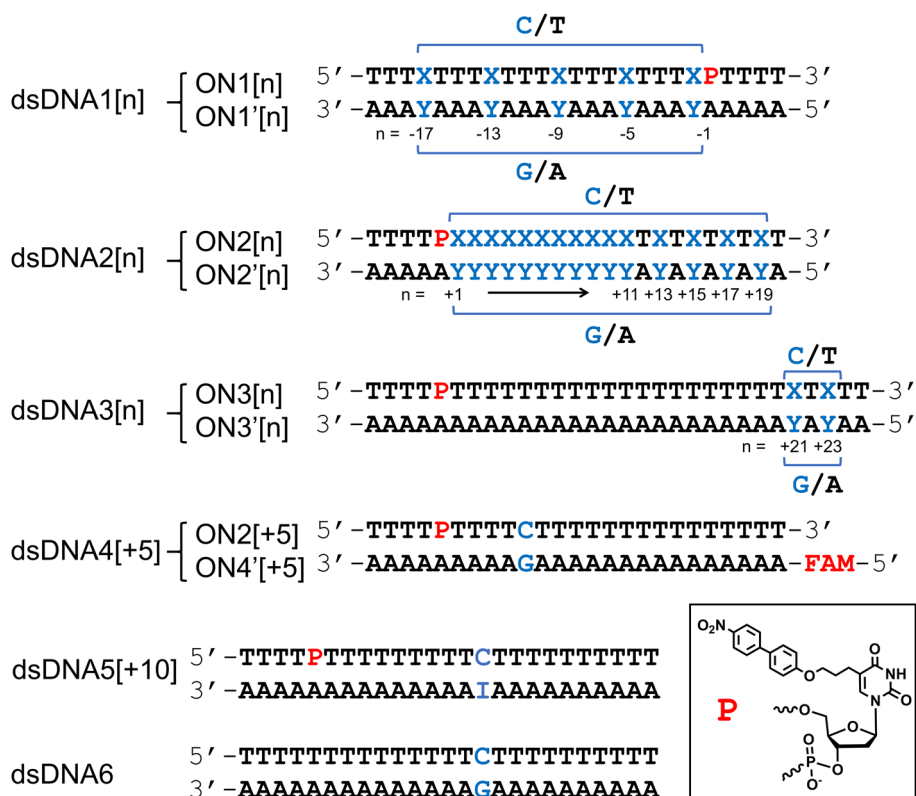 C/T
dsDNA1[n]
ON1[n] 5′-TTTXTTTXTTTXTTTXTTTXPTTTT-3′
ON1’[n] 3′-AAAYAAAYAAAYAAAYAAAYAAAAA-5′
n = -17 -13 -9 -5 -1
G/A
C/T
dsDNA2[n]
ON2[n] 5′-TTTTPXXXXXXXXXXXTXTXTXTXT-3′
ON2’[n] 3′-AAAAAYYYYYYYYYYYAYAYAYAYA-5′
n = +1 +11 +13 +15 +17 +19
G/A
C/T
dsDNA3[n]
ON3[n] 5′-TTTTPTTTTTTTTTTTTTTTTTTTTXTXTT-3′
ON3’[n] 3′-AAAAAAAAAAAAAAAAAAAAAAAAAYAYAA-5′
n = +21 +23
G/A
dsDNA4[+5]
ON2[+5] 5′-TTTTPTTTTCTTTTTTTTTTTTTTT-3′
ON4’[+5] 3′-AAAAAAAAAGAAAAAAAAAAAAAAA-FAM-5′
dsDNA5[+10]
5′-TTTTPTTTTTTTTTCTTTTTTTTTT
3′-AAAAAAAAAAAAAAIAAAAAAAAAA
dsDNA6
5′-TTTTTTTTTTTTTTCTTTTTTTTTT
3′-AAAAAAAAAAAAAAGAAAAAAAAAA
O₂N
O
O
NH
N
O
P
O
O
O
P
O
O⁻